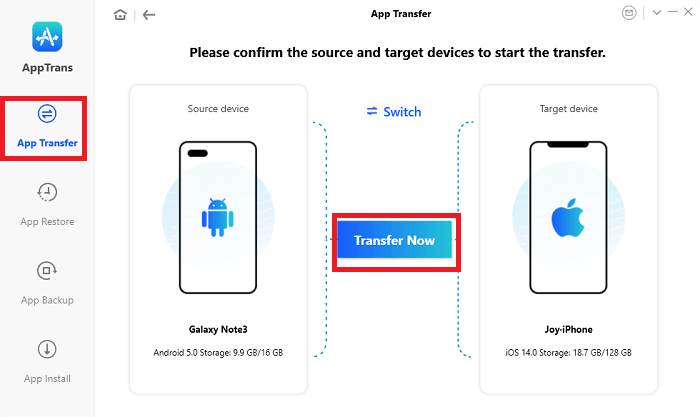 AppTrans
App Transfer
App Restore
App Backup
App Install
App Transfer
Please confirm the source and target devices to start the transfer.
Source device
Switch
Target device
Transfer Now
Galaxy Note3
Android 5.0 Storage: 9.9 GB/16 GB
Joy-iPhone
iOS 14.0 Storage: 18.7 GB/128 GB